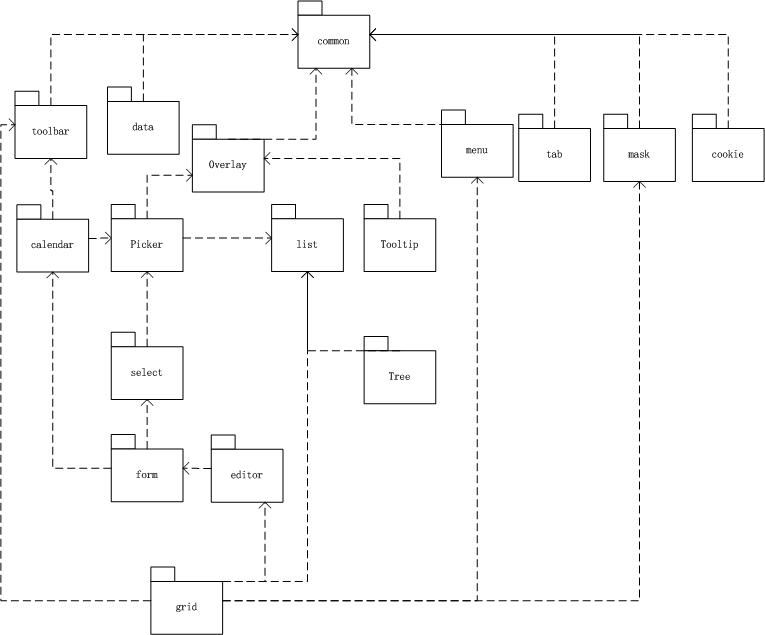 common
toolbar
data
Overlay
menu
tab
mask
cookie
calendar
Picker
list
Tooltip
select
Tree
form
editor
grid